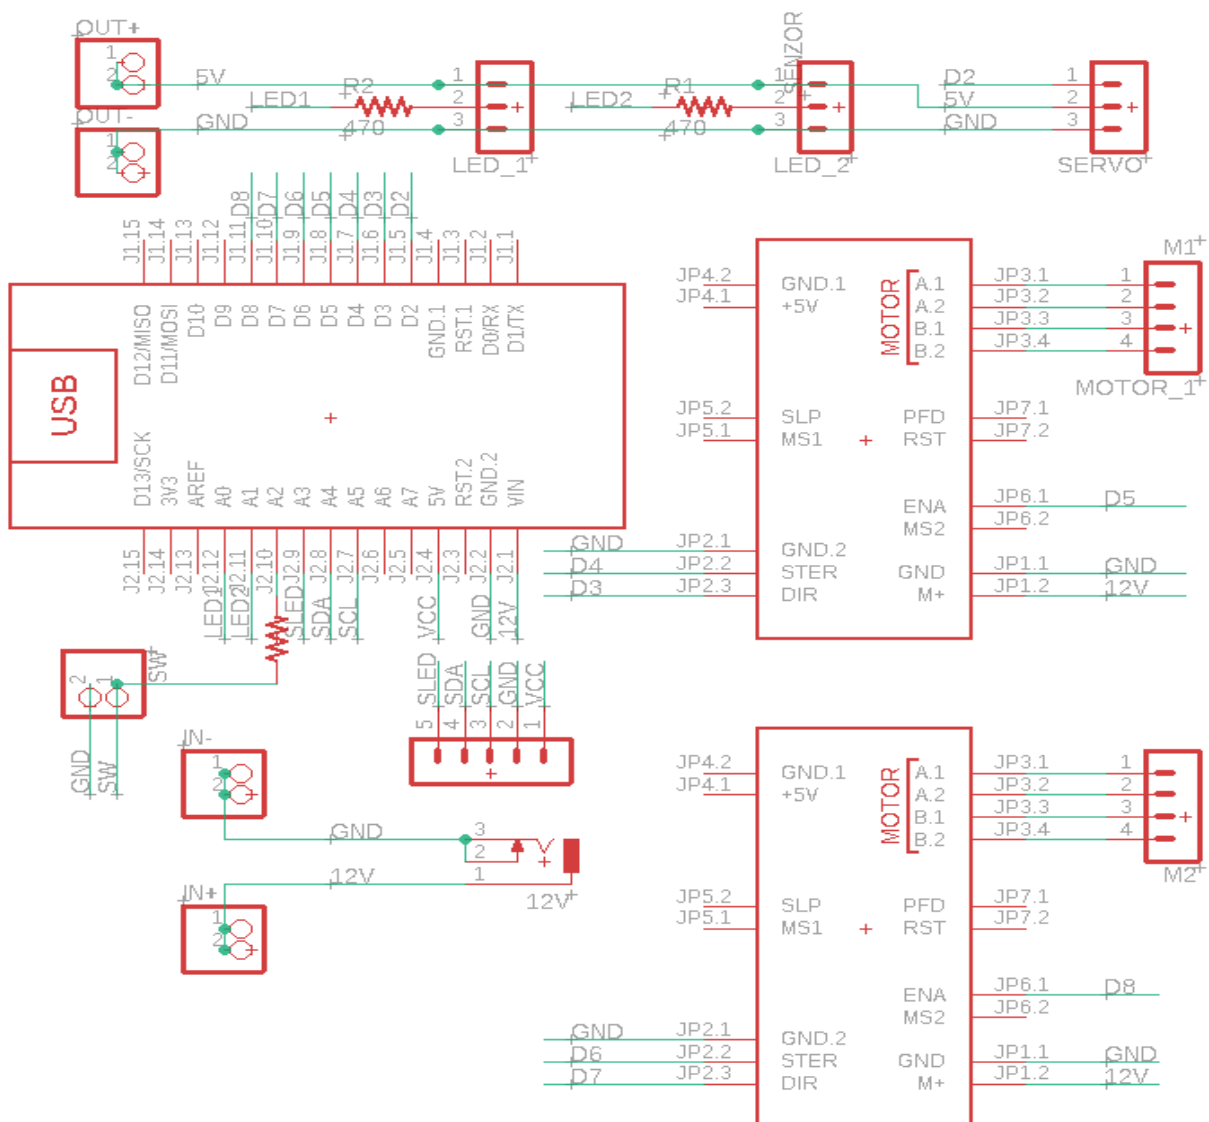 OUT+
1
2
5V
OUT-
1
2
GND
LED1
R2
470
1
2
3
LED_1
LED2
R1
470
SENZOR
1
2
3
LED_2
D2
5V
GND
1
2
3
SERVO
D8
D7
D6
D5
D4
D3
D2
J1.15
J1.14
J1.13
J1.12
J1.11
J1.10
J1.9
J1.8
J1.7
J1.6
J1.5
J1.4
J1.3
J1.2
J1.1
D12/MISO
D11/MOSI
D10
D9
D8
D7
D6
D5
D4
D3
D2
GND.1
RST.1
D0/RX
D1/TX
USB
D13/SCK
3V3
AREF
A0
A1
A2
A3
A4
A5
A6
A7
5V
RST.2
GND.2
VIN
J2.15
J2.14
J2.13
J2.12
J2.11
J2.10
J2.9
J2.8
J2.7
J2.6
J2.5
J2.4
J2.3
J2.2
J2.1
LED1
LED2
SLED
SDA
SCL
VCC
GND
12V
SW
2
1
GND
SW
SLED
SDA
SCL
GND
VCC
5
4
3
2
1
IN-
1
2
GND
3
2
1
12V
12V
IN+
1
2
JP4.2
JP4.1
GND.1
+5V
MOTOR
A.1
A.2
B.1
B.2
JP3.1
JP3.2
JP3.3
JP3.4
M1
1
2
3
4
MOTOR_1
JP5.2
JP5.1
SLP
MS1
PFD
RST
JP7.1
JP7.2
ENA
MS2
JP6.1
JP6.2
D5
GND
D4
D3
JP2.1
JP2.2
JP2.3
GND.2
STER
DIR
GND
M+
JP1.1
JP1.2
GND
12V
JP4.2
JP4.1
GND.1
+5V
MOTOR
A.1
A.2
B.1
B.2
JP3.1
JP3.2
JP3.3
JP3.4
1
2
3
4
M2
JP5.2
JP5.1
SLP
MS1
PFD
RST
JP7.1
JP7.2
ENA
MS2
JP6.1
JP6.2
D8
GND
D6
D7
JP2.1
JP2.2
JP2.3
GND.2
STER
DIR
GND
M+
JP1.1
JP1.2
GND
12V